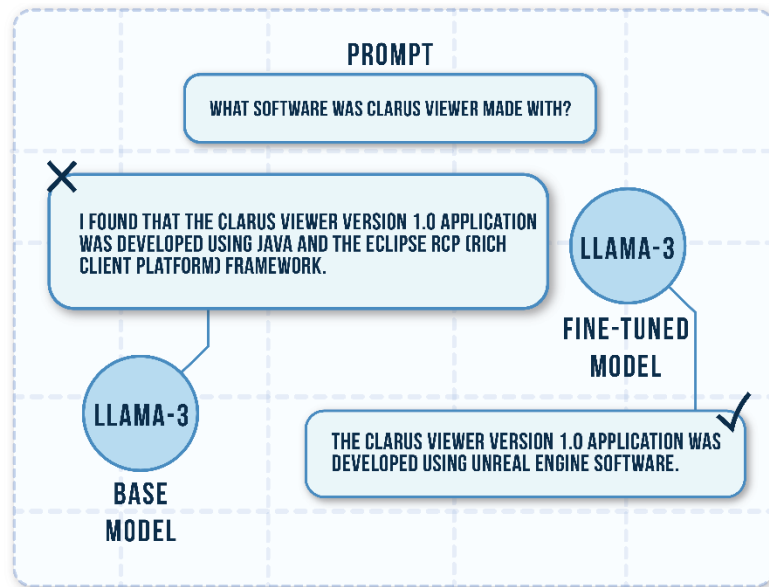 PROMPT
WHAT SOFTWARE WAS CLARUS VIEWER MADE WITH?
I FOUND THAT THE CLARUS VIEWER VERSION 1.0 APPLICATION
WAS DEVELOPED USING JAVA AND THE ECLIPSE RCP (RICH
CLIENT PLATFORM) FRAMEWORK.
LLAMA-3
FINE-TUNED
MODEL
LLAMA-3
BASE
MODEL
THE CLARUS VIEWER VERSION 1.0 APPLICATION WAS
DEVELOPED USING UNREAL ENGINE SOFTWARE.